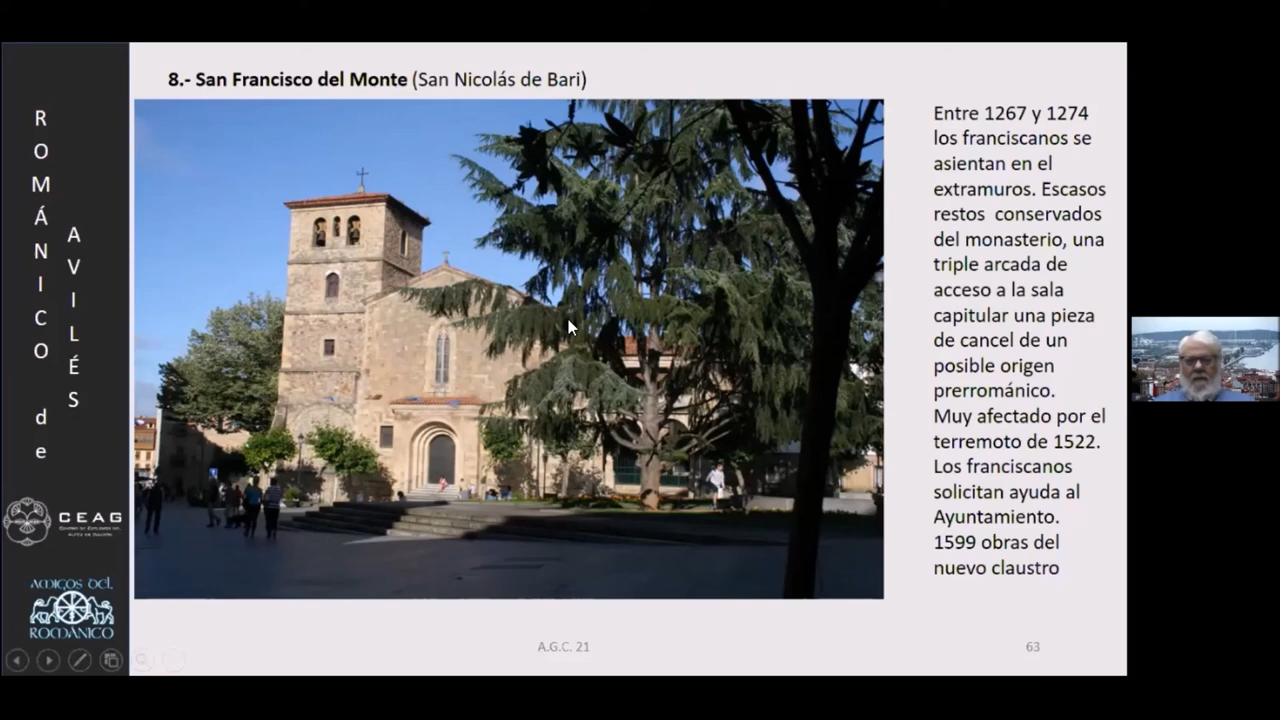 8.- San Francisco del Monte (San Nicolás de Bari)
ROMÁNICO de
AVILÉS
Entre 1267 y 1274
los franciscanos se
asientan en el
extramuros. Escasos
restos conservados
del monasterio, una
triple arcada de
acceso a la sala
capitular una pieza
de cancel de un
posible origen
prerrománico.
Muy afectado por el
terremoto de 1522.
Los franciscanos
solicitan ayuda al
Ayuntamiento.
1599 obras del
nuevo claustro
CEAG
AMIGOS DEL
ROMÁNICO
A.G.C. 21
63